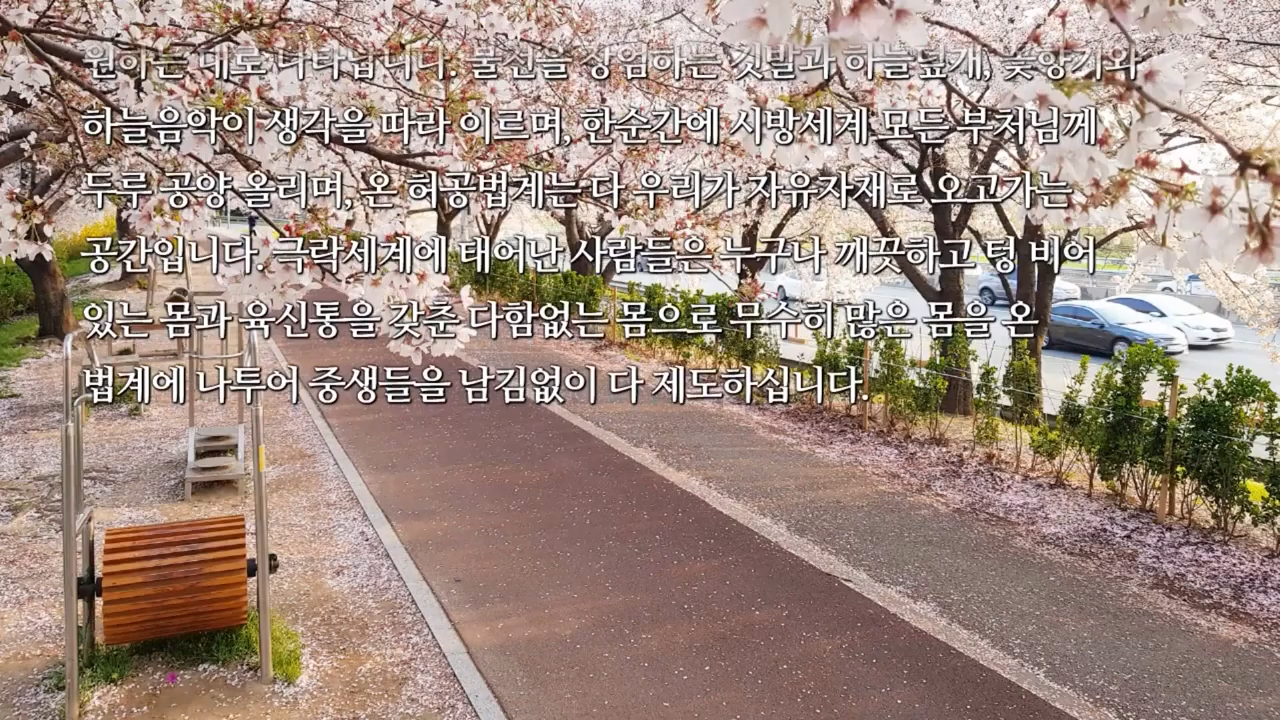 원하는 대로 나타납니다. 불전을 장엄하는 깃발과 하늘덮개, 꽃향기와
하늘음악이 생각을 따라 이르며, 한순간에 시방세계 모든 부처님께
두루 공양 올리며, 온 허공법계는 다 우리가 자유자재로 오고가는
공간입니다. 극락세계에 태어난 사람들은 누구나 깨끗하고 텅 비어
있는 몸과 육신통을 갖춘 다함없는 몸으로 무수히 많은 몸을 온
법계에 나투어 중생들을 남김없이 다 제도하십니다.